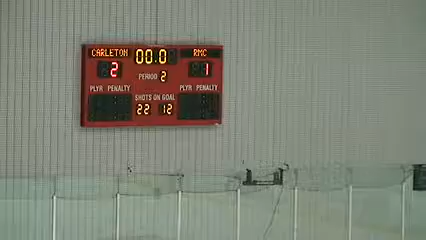 CARLETON 00.0 RMC
2 PERIOD 2 1
PLYR PENALTY PLYR PENALTY
SHOTS ON GOAL
22 12